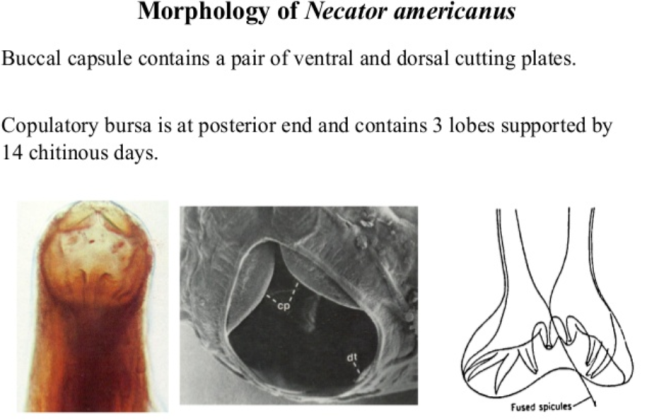 Morphology of Necator americanus
Buccal capsule contains a pair of ventral and dorsal cutting plates.
Copulatory bursa is at posterior end and contains 3 lobes supported by
14 chitinous days.
cp
dt
Fused spicules